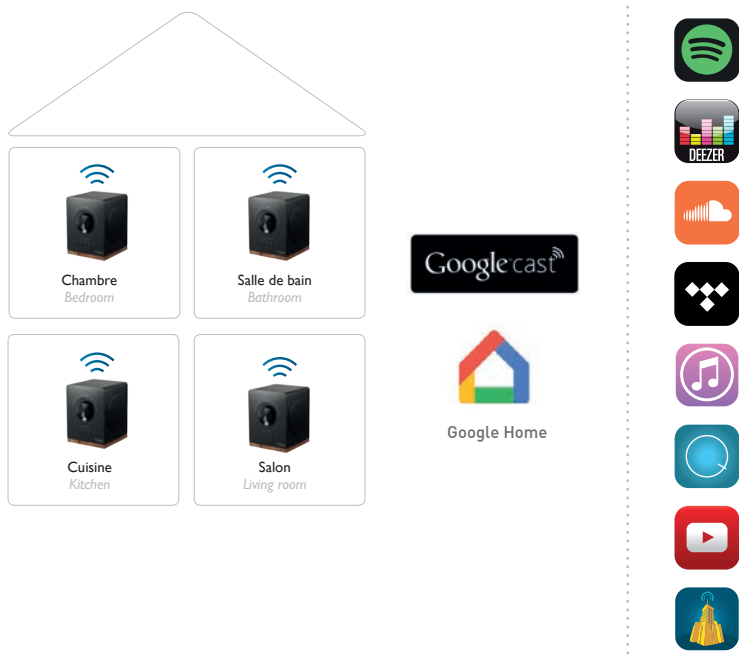 Chambre
Bedroom
Salle de bain
Bathroom
Cuisine
Kitchen
Salon
Living room
Google cast
Google Home
DEEZER